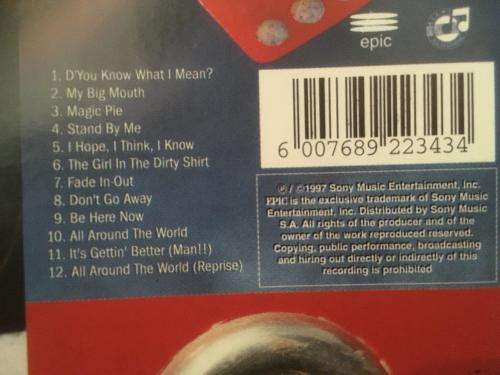 epic
1. D'You Know What I Mean?
2. My Big Mouth
3. Magic Pie
4. Stand By Me
5. I Hope, I Think, I Know
6. The Girl In The Dirty Shirt
7. Fade In-Out
8. Don't Go Away
9. Be Here Now
10. All Around The World
11. It's Gettin' Better (Man!!)
12. All Around The World (Reprise)
6 007689 223434
℗ / ©1997 Sony Music Entertainment, Inc.
EPIC is the exclusive trademark of Sony Music
Entertainment, Inc. Distributed by Sony Music
S.A. All rights of the producer and of the
owner of the work reproduced reserved.
Copying, public performance, broadcasting
and hiring out directly or indirectly of this
recording is prohibited